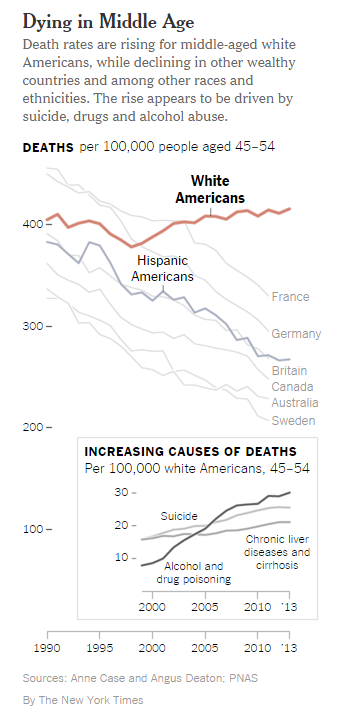 Dying in Middle Age
Death rates are rising for middle-aged white
Americans, while declining in other wealthy
countries and among other races and
ethnicities. The rise appears to be driven by
suicide, drugs and alcohol abuse.
DEATHS per 100,000 people aged 45–54
White
Americans
400
Hispanic
Americans
France
300
Germany
Britain
Canada
Australia
Sweden
200
INCREASING CAUSES OF DEATHS
Per 100,000 white Americans, 45–54
30
Suicide
20
100
Chronic liver
diseases and
cirrhosis
10
Alcohol and
drug poisoning
2000 2005 2010 '13
1990 1995 2000 2005 2010 '13
Sources: Anne Case and Angus Deaton; PNAS
By The New York Times